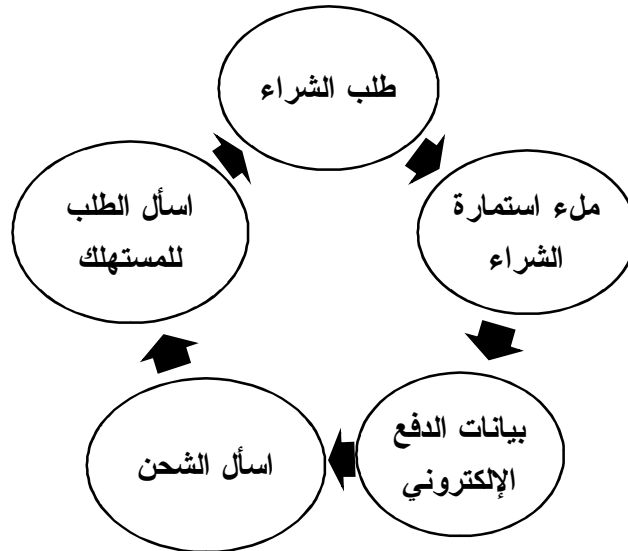 طلب الشراء
ملء استمارة
الشراء
بيانات الدفع
الإلكتروني
اسأل الشحن
اسأل الطلب
للمستهلك